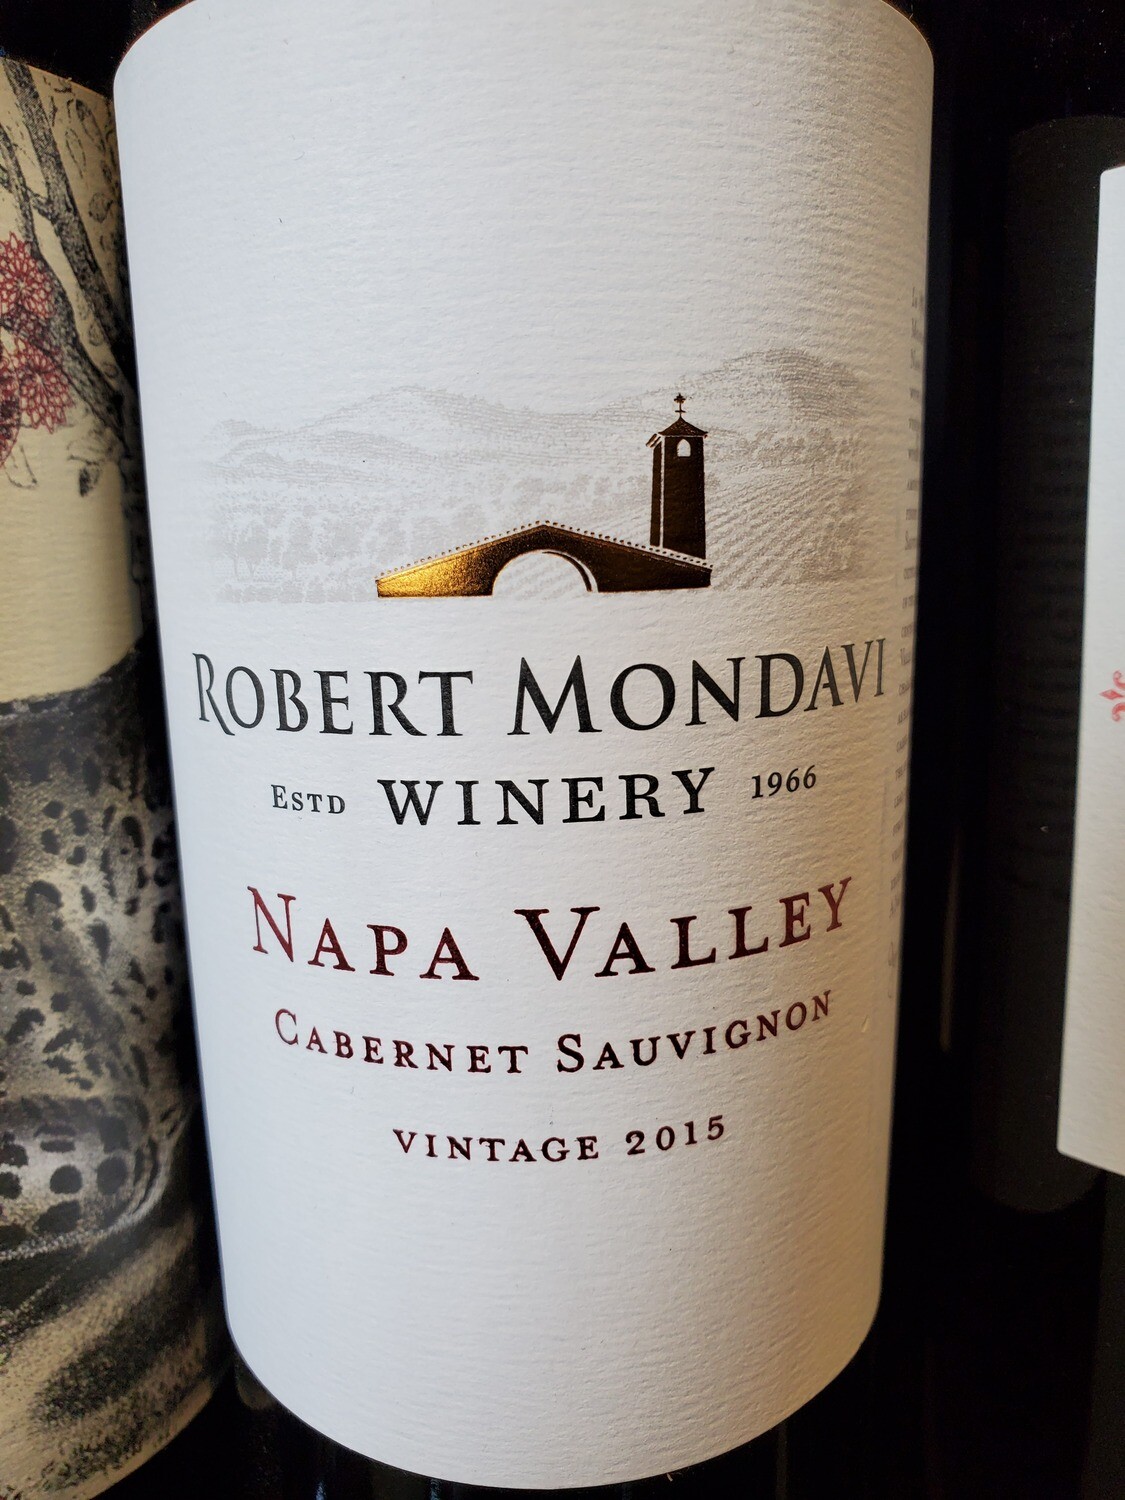 ROBERT MONDAVI
ESTD WINERY 1966
NAPA VALLEY
CABERNET SAUVIGNON
VINTAGE 2015